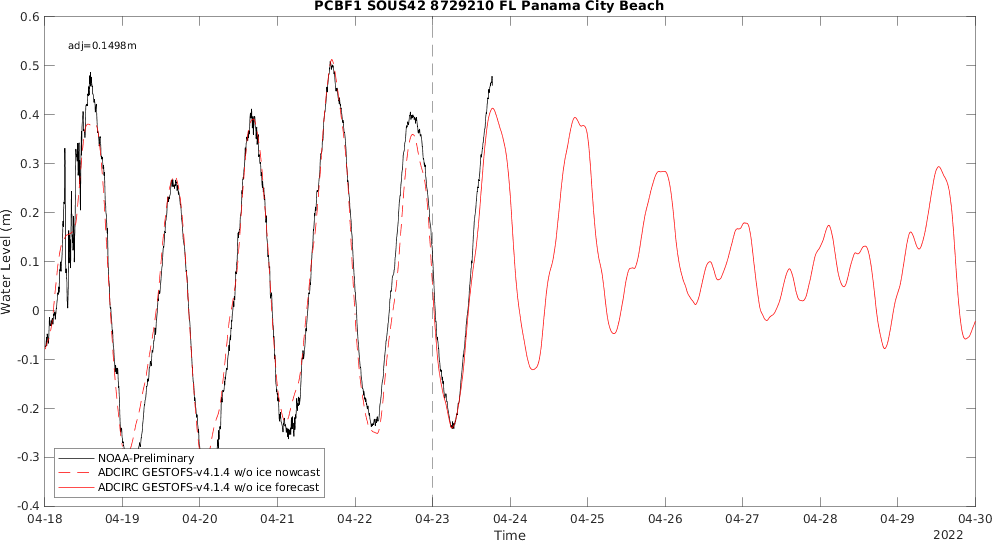 PCBF1 SOUS42 8729210 FL Panama City Beach
adj=0.1498m
0.6
0.5
0.4
0.3
0.2
0.1
0
-0.1
-0.2
-0.3
-0.4
Water Level (m)
NOAA-Preliminary
ADCIRC GESTOFS-v4.1.4 w/o ice nowcast
ADCIRC GESTOFS-v4.1.4 w/o ice forecast
04-18 04-19 04-20 04-21 04-22 04-23 04-24 04-25 04-26 04-27 04-28 04-29 04-30
Time
2022